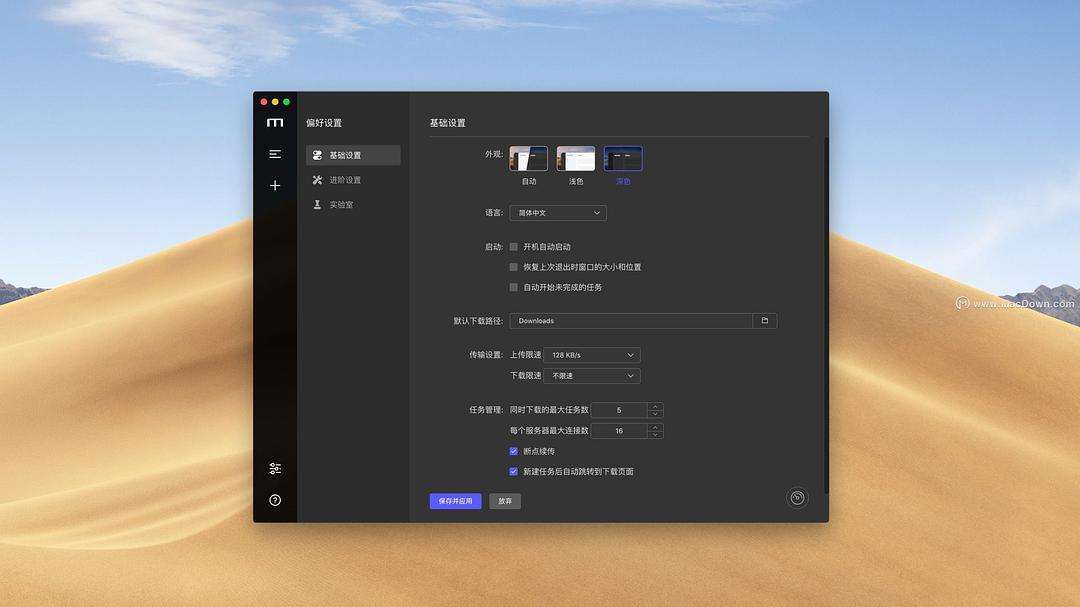 m
偏好设置
基础设置
进阶设置
实验室
基础设置
外观:
自动
浅色
深色
语言: 简体中文
启动: 开机自动启动
恢复上次退出时窗口的大小和位置
自动开始未完成的任务
默认下载路径: Downloads
传输设置: 上传限速 128 KB/s
下载限速 不限速
任务管理: 同时下载的最大任务数 5
每个服务器最大连接数 16
断点续传
新建任务后自动跳转到下载页面
保存并应用
放弃
www.MacDown.com